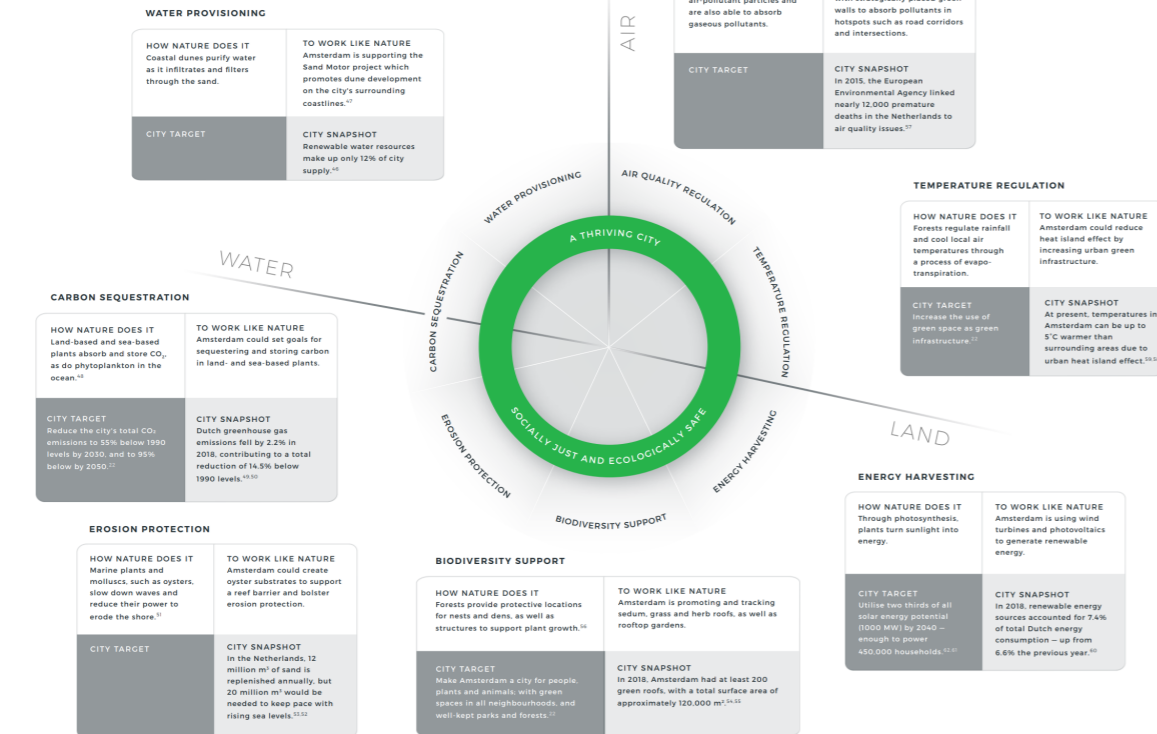 WATER PROVISIONING
HOW NATURE DOES IT
Coastal dunes purify water
as it infiltrates and filters
through the sand.
TO WORK LIKE NATURE
Amsterdam is supporting the
Sand Motor project which
promotes dune development
on the city's surrounding
coastlines.47
CITY TARGET
CITY SNAPSHOT
Renewable water resources
make up only 12% of city
supply.46
AIR
air-pollutant particles and
are also able to absorb
gaseous pollutants.
walls to absorb pollutants in
hotspots such as road corridors
and intersections.
CITY TARGET
CITY SNAPSHOT
In 2015, the European
Environmental Agency linked
nearly 12,000 premature
deaths in the Netherlands to
air quality issues.57
TEMPERATURE REGULATION
HOW NATURE DOES IT
Forests regulate rainfall
and cool local air
temperatures through
a process of evapo-
transpiration.
TO WORK LIKE NATURE
Amsterdam could reduce
heat island effect by
increasing urban green
infrastructure.
CITY TARGET
Increase the use of
green space as green
infrastructure.22
CITY SNAPSHOT
At present, temperatures in
Amsterdam can be up to
5°C warmer than
surrounding areas due to
urban heat island effect.
WATER PROVISIONING
AIR QUALITY REGULATION
TEMPERATURE REGULATION
ENERGY HARVESTING
BIODIVERSITY SUPPORT
EROSION PROTECTION
CARBON SEQUESTRATION
A THRIVING CITY
SOCIALLY JUST AND ECOLOGICALLY SAFE
WATER
LAND
CARBON SEQUESTRATION
HOW NATURE DOES IT
Land-based and sea-based
plants absorb and store CO₂,
as do phytoplankton in the
ocean.48
TO WORK LIKE NATURE
Amsterdam could set goals for
sequestering and storing carbon
in land- and sea-based plants.
CITY TARGET
Reduce the city's total CO₂
emissions to 55% below 1990
levels by 2030, and to 95%
below by 2050.22
CITY SNAPSHOT
Dutch greenhouse gas
emissions fell by 2.2% in
2018, contributing to a total
reduction of 14.5% below
1990 levels.49,50
ENERGY HARVESTING
HOW NATURE DOES IT
Through photosynthesis,
plants turn sunlight into
energy.
TO WORK LIKE NATURE
Amsterdam is using wind
turbines and photovoltaics
to generate renewable
energy.
CITY TARGET
Utilise two thirds of all
solar energy potential
(1000 MW) by 2040 —
enough to power
450,000 households.62,61
CITY SNAPSHOT
In 2018, renewable energy
sources accounted for 7.4%
of total Dutch energy
consumption — up from
6.6% the previous year.60
EROSION PROTECTION
HOW NATURE DOES IT
Marine plants and
molluscs, such as oysters,
slow down waves and
reduce their power to
erode the shore.51
TO WORK LIKE NATURE
Amsterdam could create
oyster substrates to support
a reef barrier and bolster
erosion protection.
CITY TARGET
CITY SNAPSHOT
In the Netherlands, 12
million m³ of sand is
replenished annually, but
20 million m³ would be
needed to keep pace with
rising sea levels.53,52
BIODIVERSITY SUPPORT
HOW NATURE DOES IT
Forests provide protective locations
for nests and dens, as well as
structures to support plant growth.56
TO WORK LIKE NATURE
Amsterdam is promoting and tracking
sedum, grass and herb roofs, as well as
rooftop gardens.
CITY TARGET
Make Amsterdam a city for people,
plants and animals; with green
spaces in all neighbourhoods, and
well-kept parks and forests.22
CITY SNAPSHOT
In 2018, Amsterdam had at least 200
green roofs, with a total surface area of
approximately 120,000 m².54,55